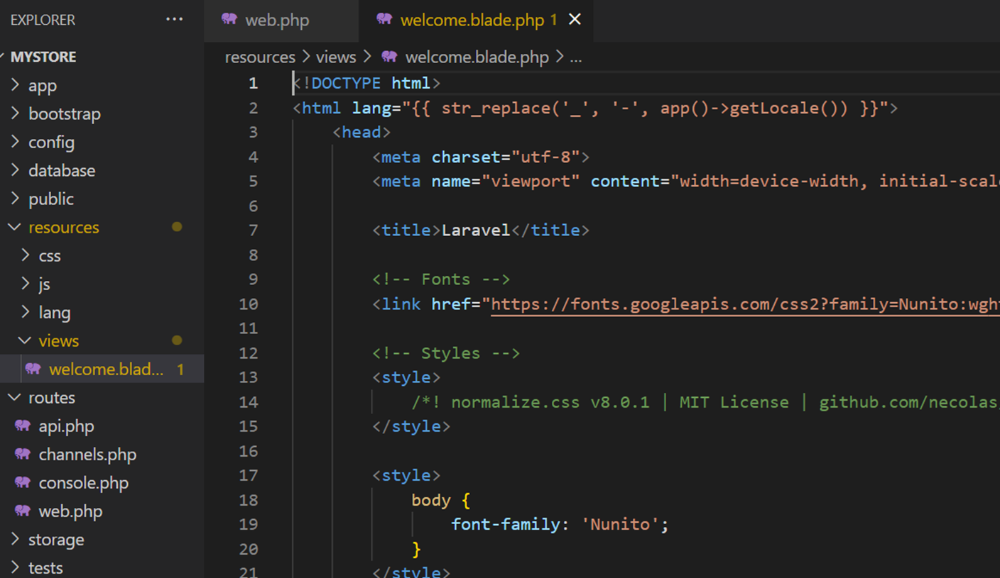 EXPLORER
MYSTORE
app
bootstrap
config
database
public
resources
css
js
lang
views
welcome.blad... 1
routes
api.php
channels.php
console.php
web.php
storage
tests
web.php
welcome.blade.php 1
resources > views > welcome.blade.php > ...
1 <!DOCTYPE html>
2 <html lang="{{ str_replace('_', '-', app()->getLocale()) }}">
3 <head>
4 <meta charset="utf-8">
5 <meta name="viewport" content="width=device-width, initial-scal
6
7 <title>Laravel</title>
8
9 <!-- Fonts -->
10 <link href="https://fonts.googleapis.com/css2?family=Nunito:wgh
11
12 <!-- Styles -->
13 <style>
14 /*! normalize.css v8.0.1 | MIT License | github.com/necolas
15 </style>
16
17 <style>
18 body {
19 font-family: 'Nunito';
20 }
21 </style>